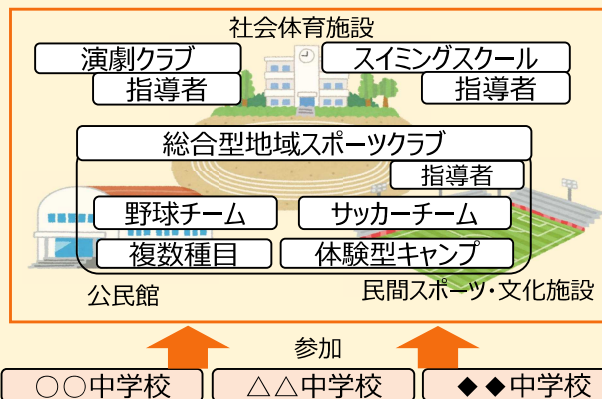 社会体育施設
演劇クラブ
スイミングスクール
指導者
指導者
総合型地域スポーツクラブ
指導者
野球チーム
サッカーチーム
複数種目
体験型キャンプ
公民館
民間スポーツ・文化施設
参加
○○中学校
△△中学校
◆◆中学校